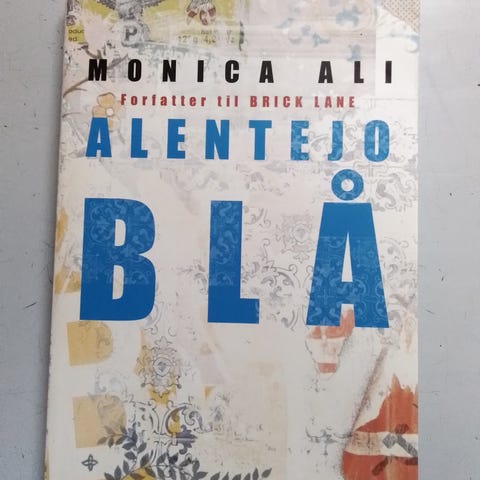 MONICA ALI
Forfatter til BRICK LANE
ALENTEJO
BLÅ